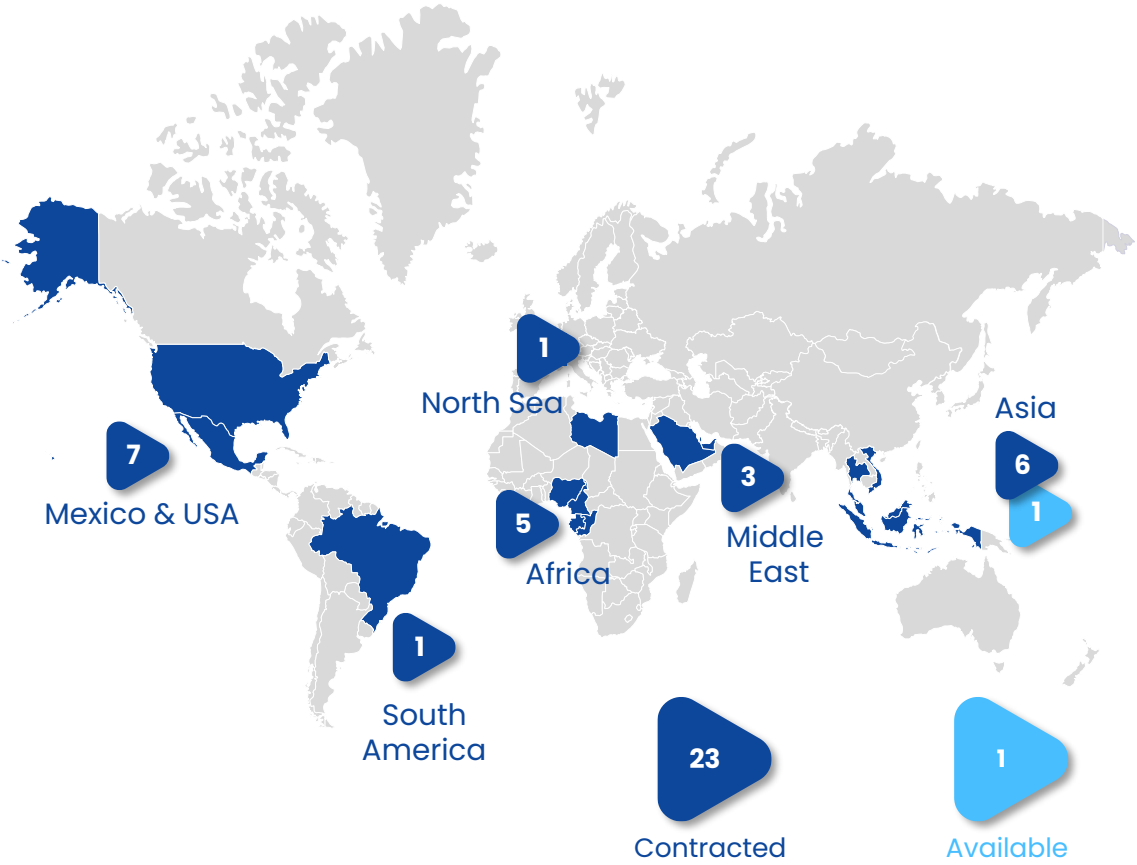 1
North Sea
Asia
7
6
3
1
Mexico & USA
5
Middle
East
Africa
1
South
America
23
1
Contracted
Available